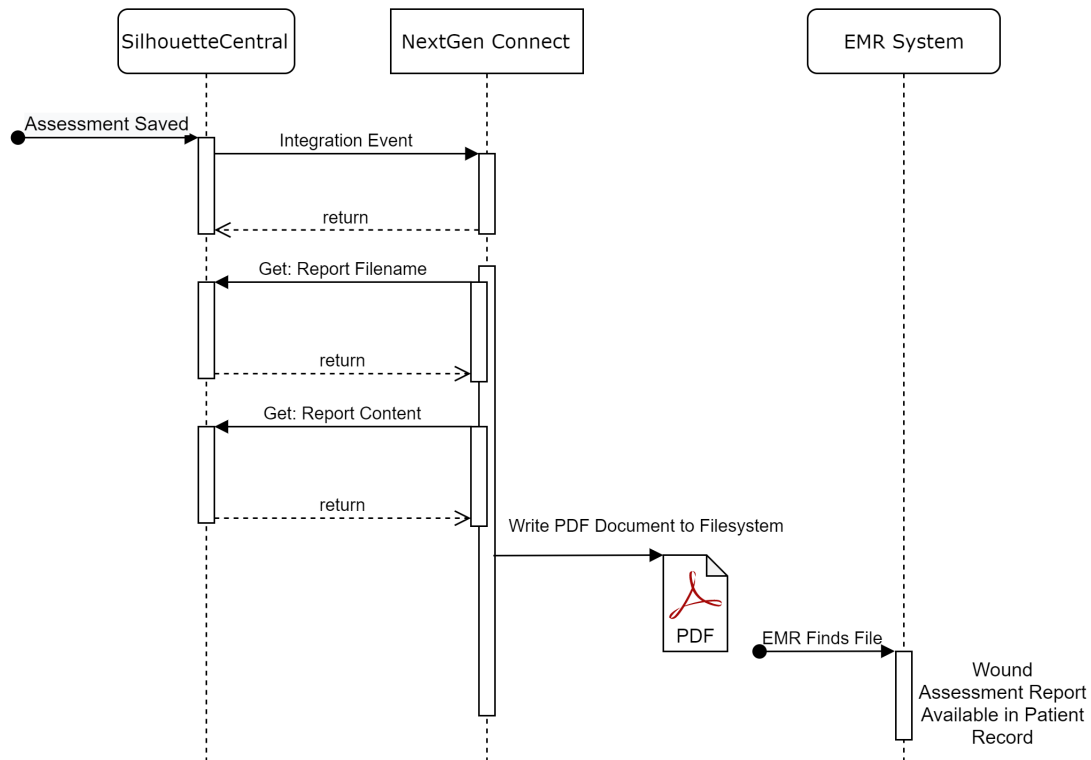 SilhouetteCentral
NextGen Connect
EMR System
Assessment Saved
Integration Event
return
Get: Report Filename
return
Get: Report Content
return
Write PDF Document to Filesystem
PDF
EMR Finds File
Wound
Assessment Report
Available in Patient
Record